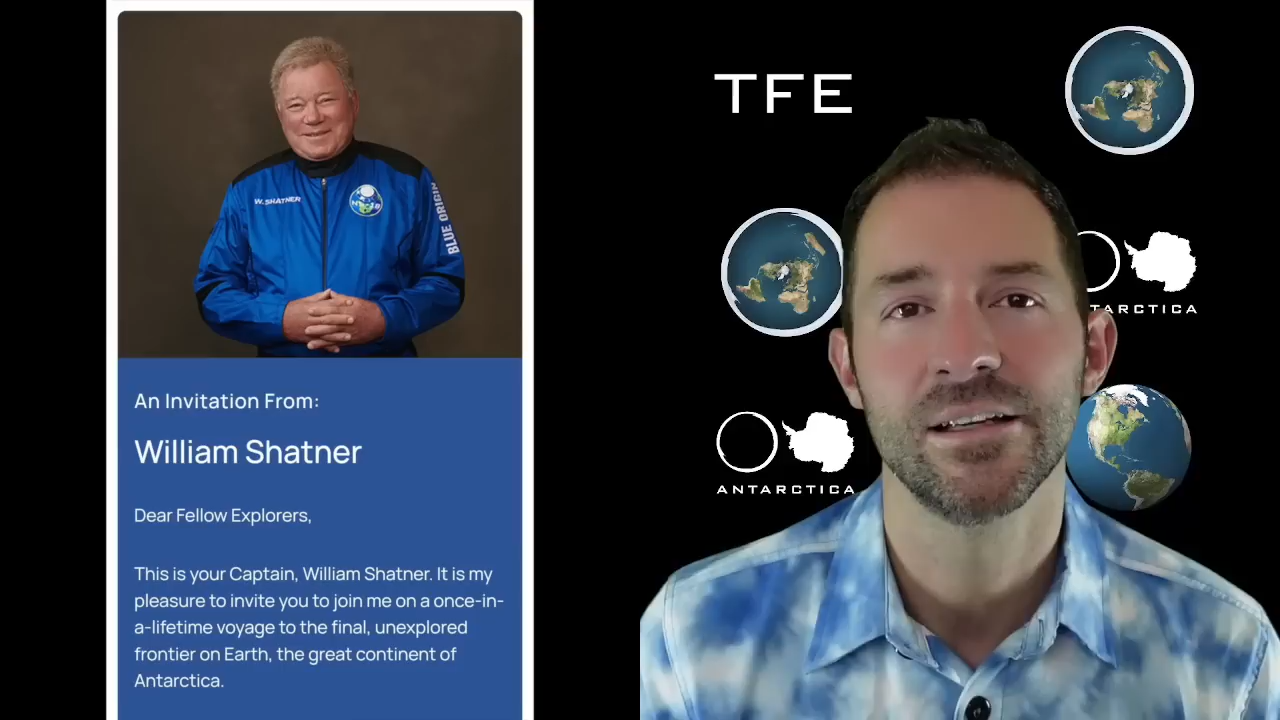 W. SHATNER
BLUE ORIGIN
An Invitation From:
William Shatner
Dear Fellow Explorers,
This is your Captain, William Shatner. It is my
pleasure to invite you to join me on a once-in-
a-lifetime voyage to the final, unexplored
frontier on Earth, the great continent of
Antarctica.
TFE
TARCTICA
ANTARCTICA